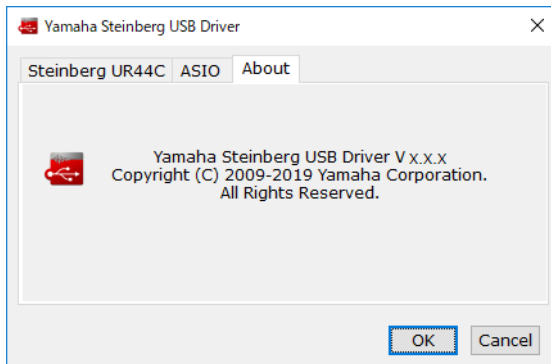 Yamaha Steinberg USB Driver
Steinberg UR44C ASIO About
Yamaha Steinberg USB Driver V x.x.x
Copyright (C) 2009-2019 Yamaha Corporation.
All Rights Reserved.
OK Cancel